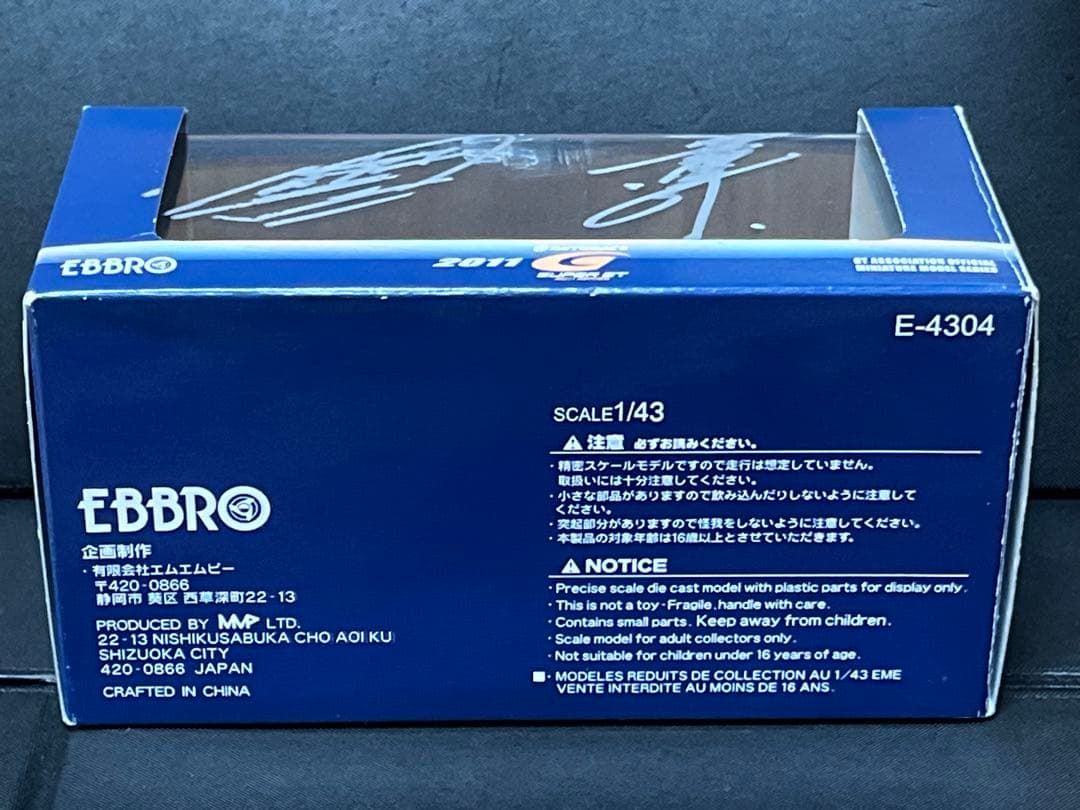 EBBRO
2011
SUPER GT
GT ASSOCIATION OFFICIAL
MINIATURE MODEL SERIES
E-4304
SCALE1/43
注意 必ずお読みください。
・精密スケールモデルですので走行は想定していません。
取扱いには十分注意してください。
・小さな部品がありますので飲み込んだりしないように注意して
ください。
・突起部分がありますので怪我をしないように注意してください。
・本製品の対象年齢は16歳以上とさせていただきます。
NOTICE
・Precise scale die cast model with plastic parts for display only.
・This is not a toy・Fragile.handle with care.
・Contains small parts. Keep away from children.
・Scale model for adult collectors only.
・Not suitable for children under 16 years of age.
・MODELES REDUITS DE COLLECTION AU 1/43 EME
VENTE INTERDITE AU MOINS DE 16 ANS.
EBBRO
企画制作
・有限会社エムエムピー
〒420-0866
静岡市 葵区 西草深町22-13
PRODUCED BY MMP LTD.
22-13 NISHIKUSABUKA CHO AOI KU
SHIZUOKA CITY
420-0866 JAPAN
CRAFTED IN CHINA